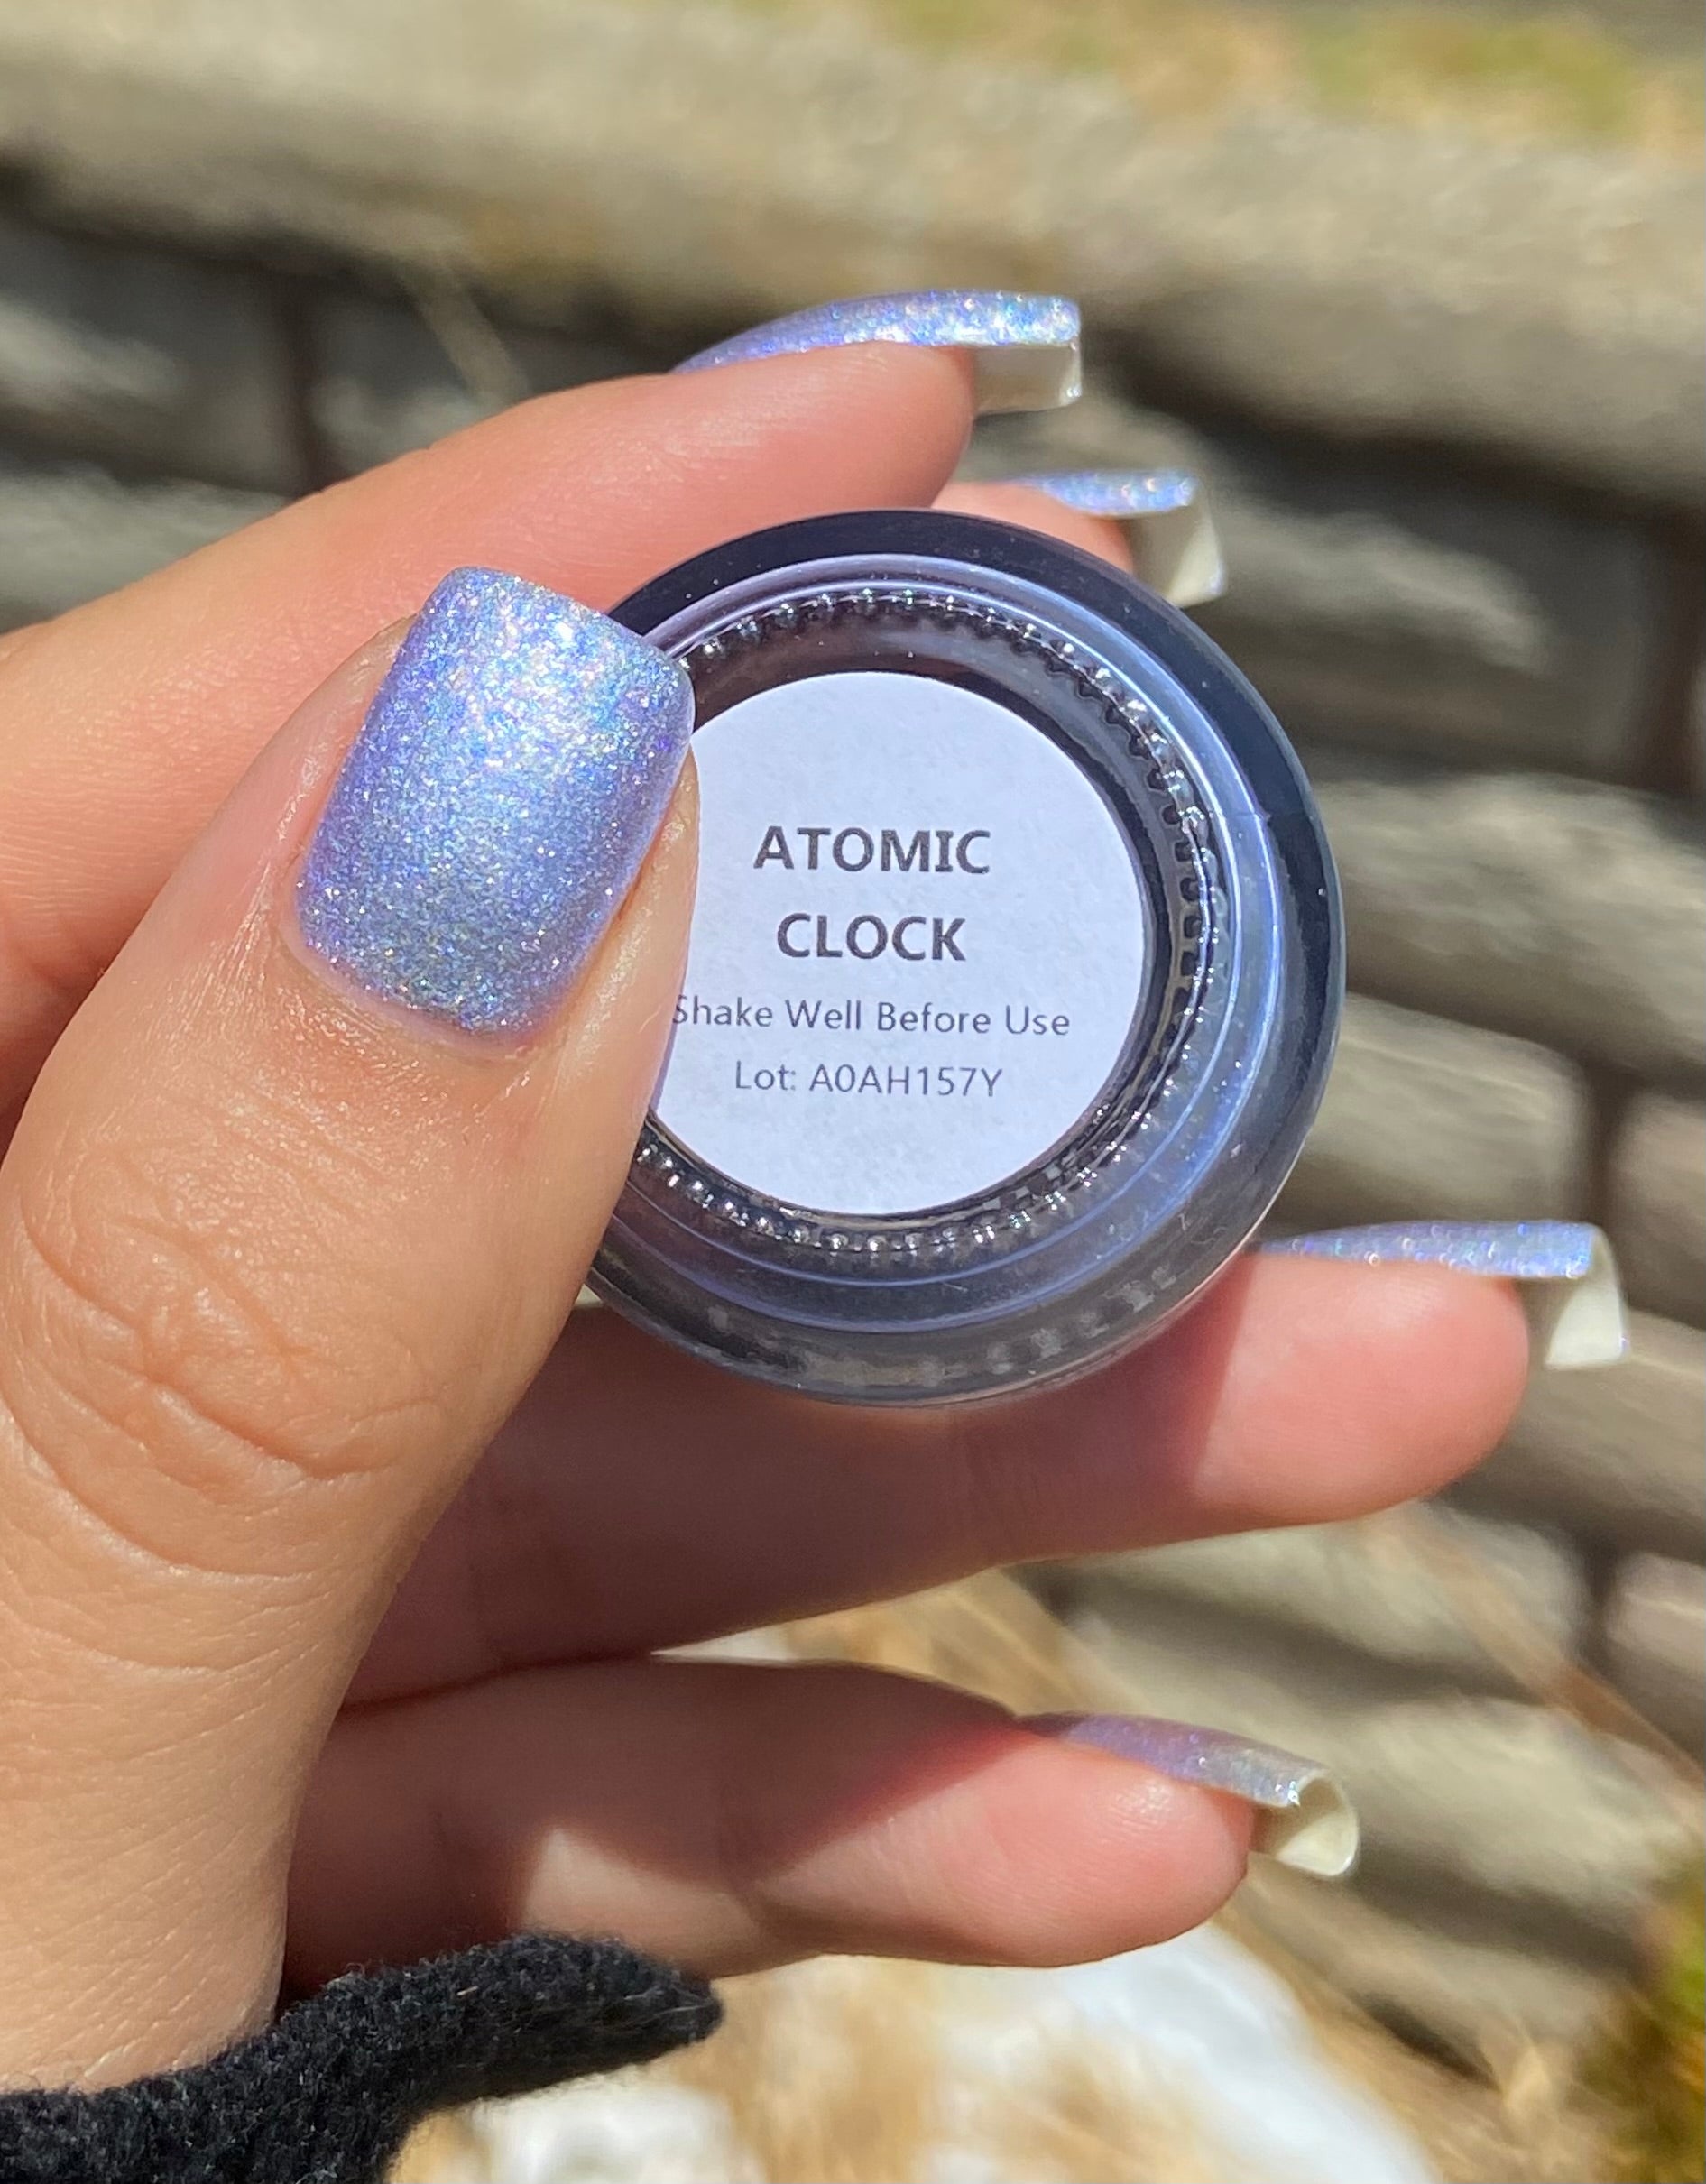 ATOMIC
CLOCK
Shake Well Before Use
Lot: A0AH157Y